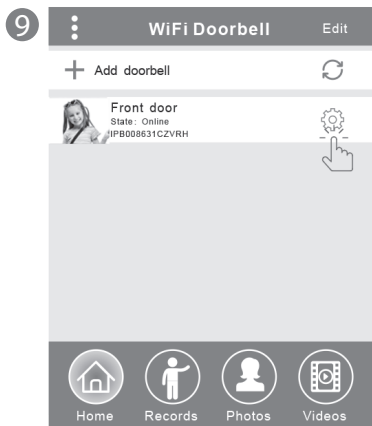 9
WiFi Doorbell Edit
Add doorbell
Front door
State: Online
IPB008631CZVRH
Home Records Photos Videos